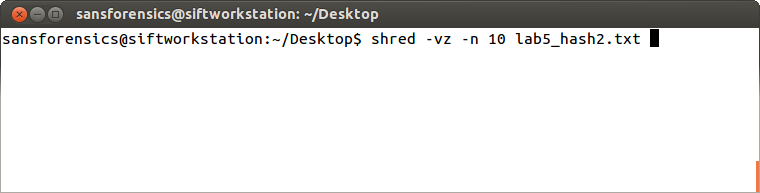 sansforensics@siftworkstation: ~/Desktop
sansforensics@siftworkstation:~/Desktop$ shred -vz -n 10 lab5_hash2.txt